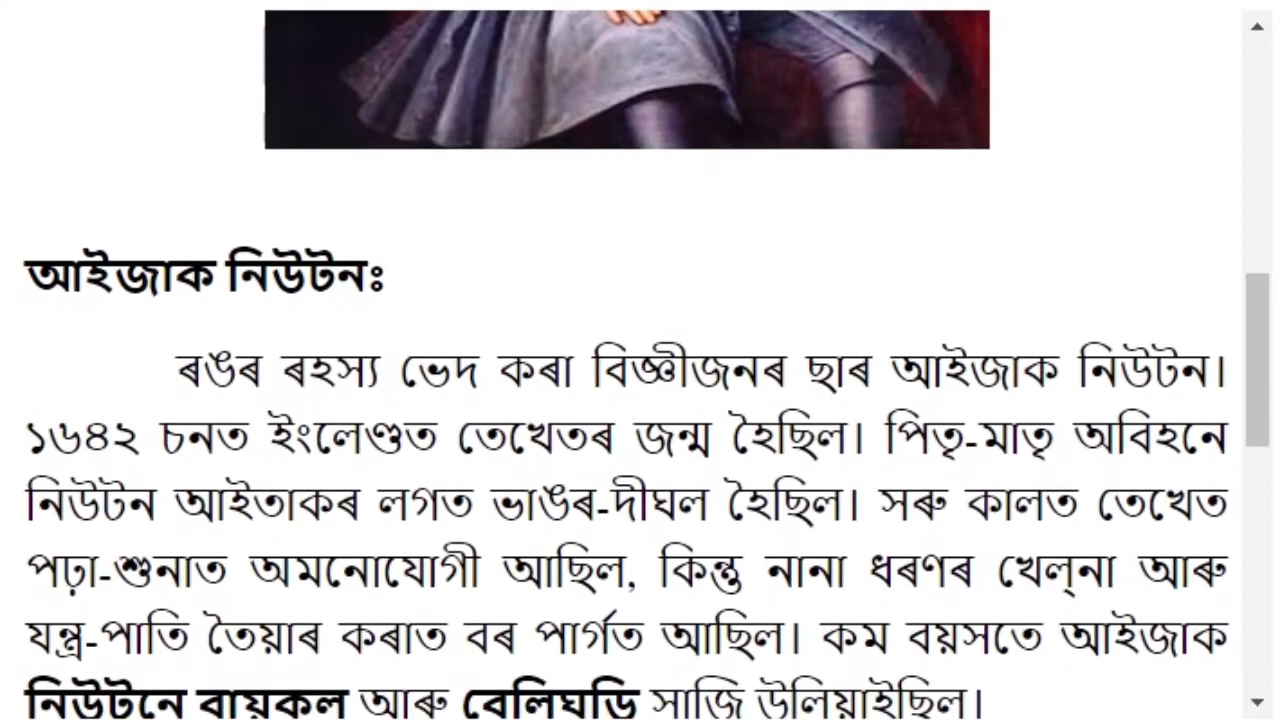 আইজাক নিউটনঃ
ৰঙৰ ৰহস্য ভেদ কৰা বিজ্ঞীজনৰ ছাৰ আইজাক নিউটন।
১৬৪২ চনত ইংলেণ্ডত তেখেতৰ জন্ম হৈছিল। পিতৃ-মাতৃ অবিহনে
নিউটন আইতাকৰ লগত ভাঙৰ-দীঘল হৈছিল। সৰু কালত তেখেত
পঢ়া-শুনাত অমনোযোগী আছিল, কিন্তু নানা ধৰণৰ খেল্‌না আৰু
যন্ত্ৰ-পাতি তৈয়াৰ কৰাত বৰ পাৰ্গত আছিল। কম বয়সতে আইজাক
নিউটনে বায়ুকল আৰু বেলিঘড়ি সাজি উলিয়াইছিল।